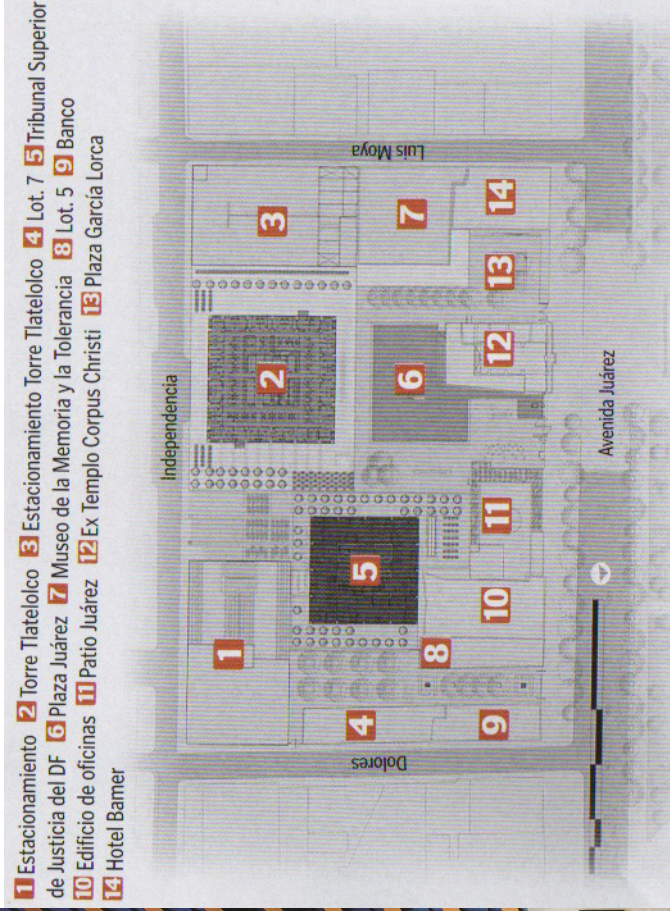 1 Estacionamiento 2 Torre Tlatelolco 3 Estacionamiento Torre Tlatelolco 4 Lot. 7 5 Tribunal Superior
de Justicia del DF 6 Plaza Juárez 7 Museo de la Memoria y la Tolerancia 8 Lot. 5 9 Banco
10 Edificio de oficinas 11 Patio Juárez 12 Ex Templo Corpus Christi 13 Plaza García Lorca
14 Hotel Bamer
Independencia
Luis Moya
Dolores
Avenida Juárez
1
2
3
4
5
6
7
8
9
10
11
12
13
14